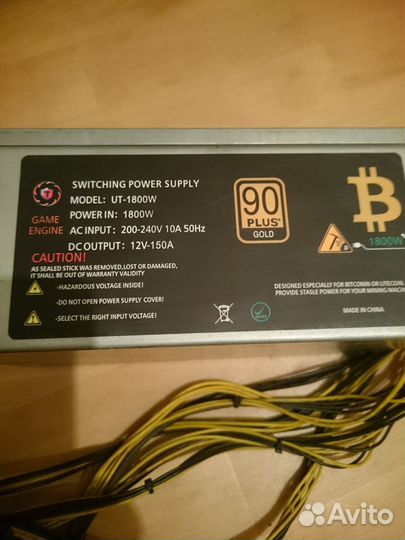 SWITCHING POWER SUPPLY
MODEL: UT-1800W
POWER IN: 1800W
AC INPUT: 200-240V 10A 50Hz
DC OUTPUT: 12V-150A
GAME
ENGINE
90
PLUS
GOLD
1800W
CAUTION!
AS SEALED STICK WAS REMOVED,LOST OR DAMAGED,
IT SHALL BE OUT OF WARRANTY VALIDITY
-HAZARDOUS VOLTAGE INSIDE!
-DO NOT OPEN POWER SUPPLY COVER!
-SELECT THE RIGHT INPUT VOLTAGE!
DESIGNED ESPECIALLY FOR BITCONIN OR LITECOIN.
PROVIDE STASLE POWER FOR YOUR MINING MACHI
MADE IN CHINA
Avito